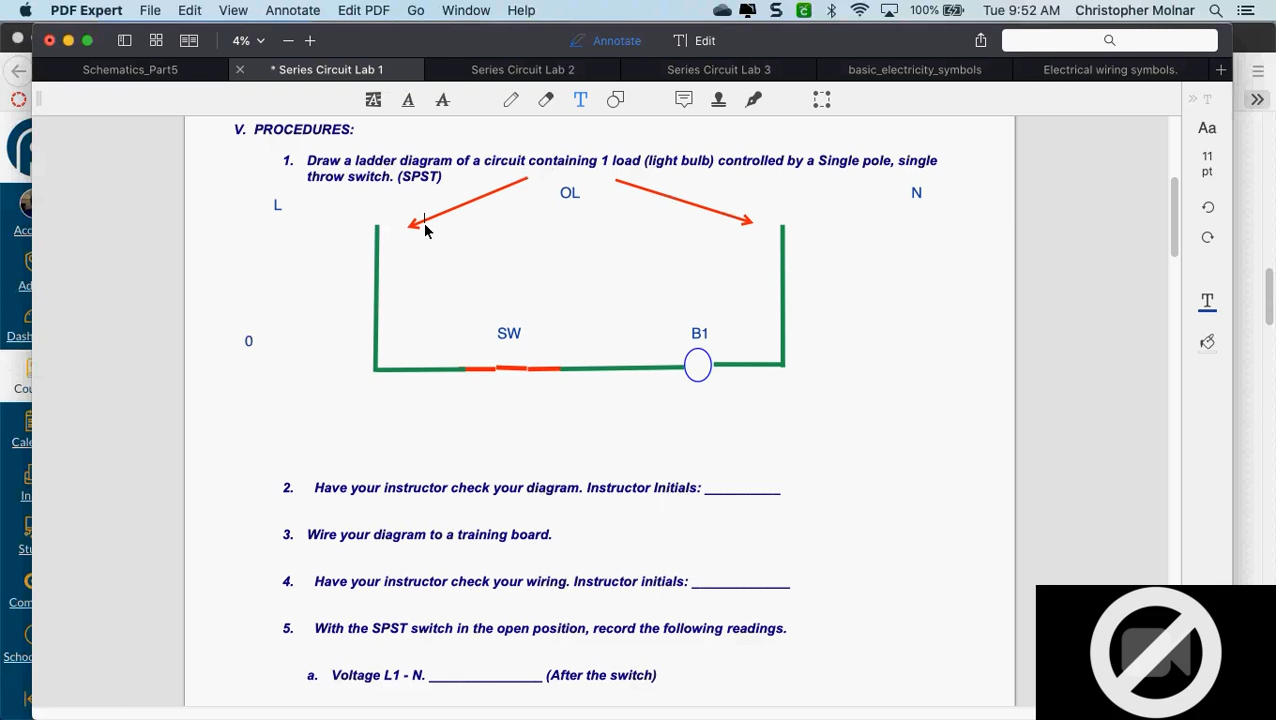 PDF Expert File Edit View Annotate Edit PDF Go Window Help 100% Tue 9:52 AM Christopher Molnar
4% Annotate Edit
Schematics_Part5 * Series Circuit Lab 1 Series Circuit Lab 2 Series Circuit Lab 3 basic_electricity_symbols Electrical wiring symbols.
Aa
11
pt
V. PROCEDURES:
1. Draw a ladder diagram of a circuit containing 1 load (light bulb) controlled by a Single pole, single
throw switch. (SPST)
L OL N
SW B1
0
2. Have your instructor check your diagram. Instructor Initials: __________
3. Wire your diagram to a training board.
4. Have your instructor check your wiring. Instructor initials: _____________
5. With the SPST switch in the open position, record the following readings.
a. Voltage L1 - N. _______________ (After the switch)